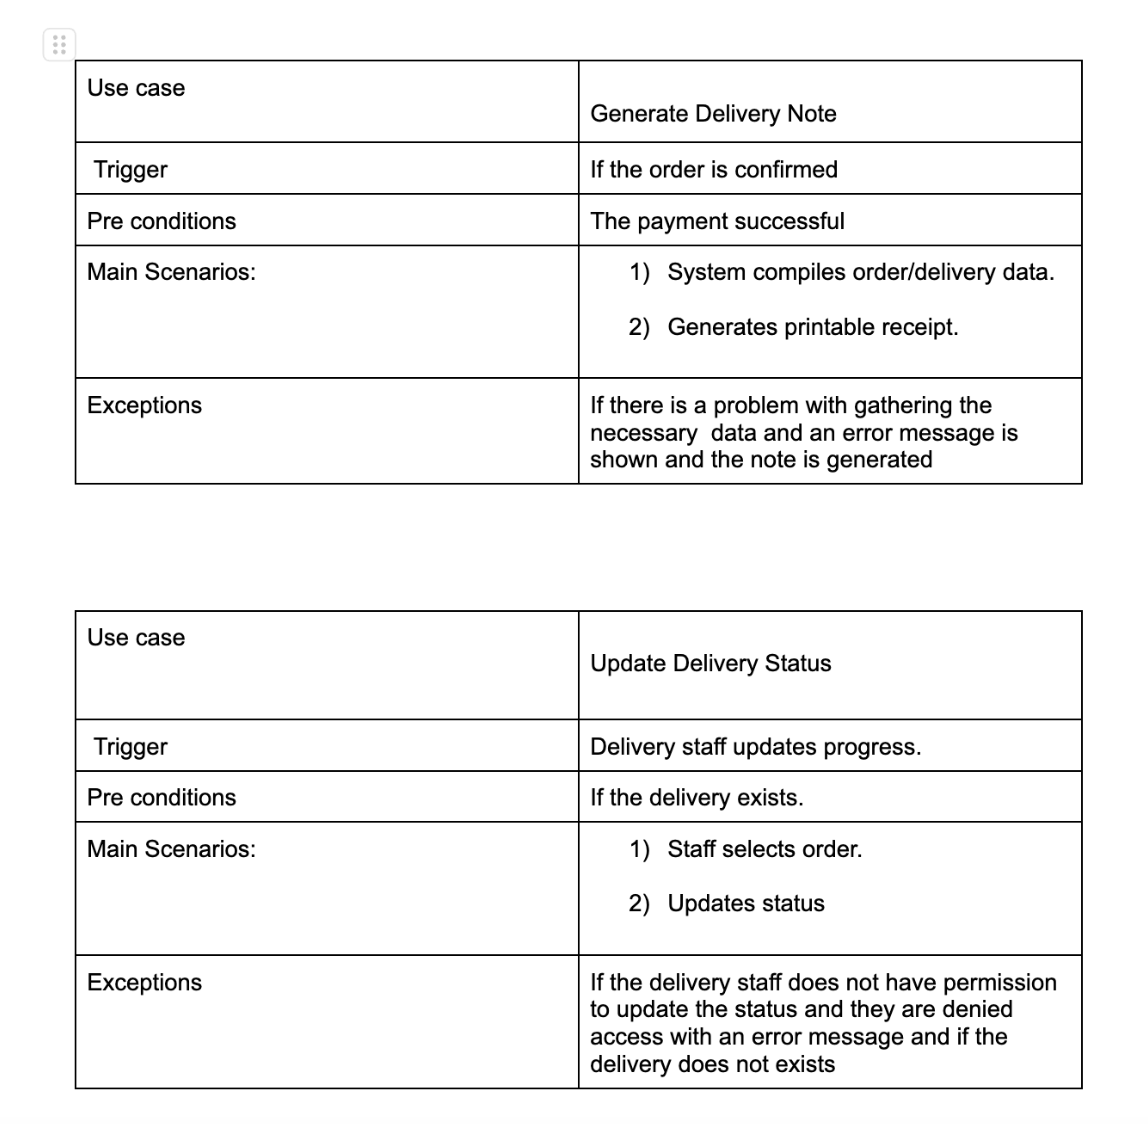 Use case
Generate Delivery Note
Trigger
If the order is confirmed
Pre conditions
The payment successful
Main Scenarios:
1) System compiles order/delivery data.
2) Generates printable receipt.
Exceptions
If there is a problem with gathering the
necessary  data and an error message is
shown and the note is generated
Use case
Update Delivery Status
Trigger
Delivery staff updates progress.
Pre conditions
If the delivery exists.
Main Scenarios:
1) Staff selects order.
2) Updates status
Exceptions
If the delivery staff does not have permission
to update the status and they are denied
access with an error message and if the
delivery does not exists